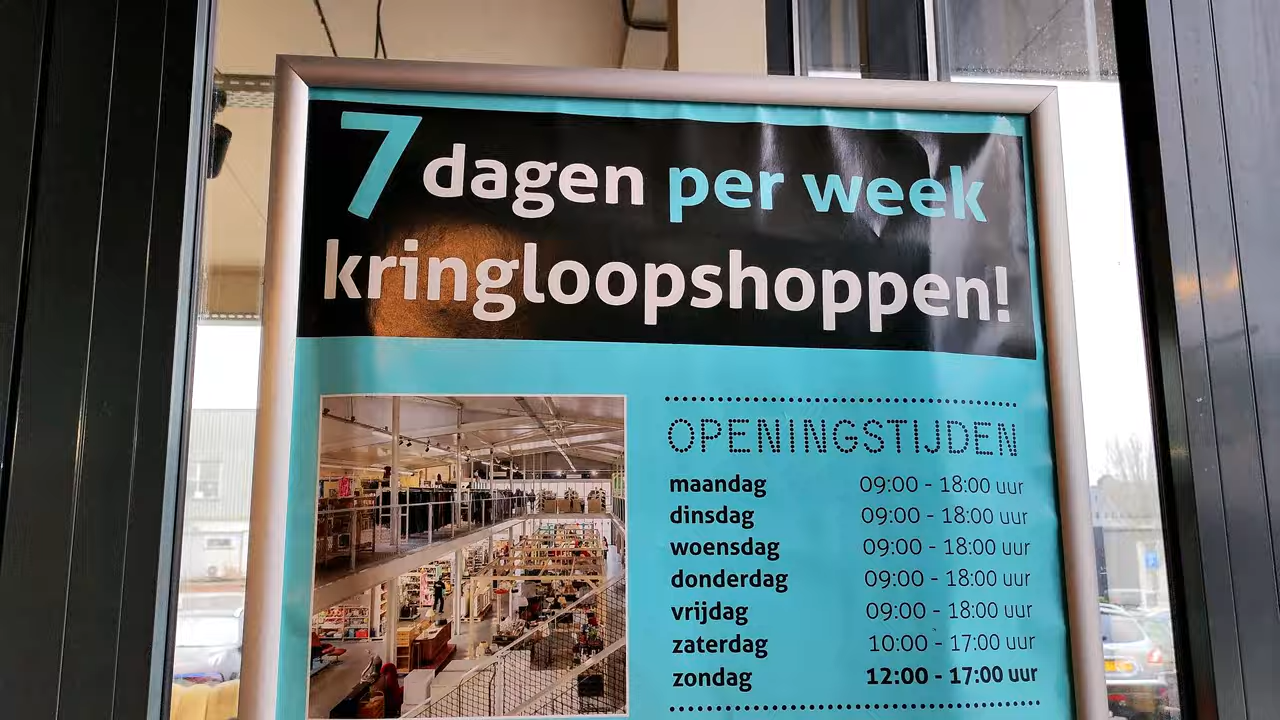 7 dagen per week
kringloopshoppen!
OPENINGSTIJDEN
maandag 09:00 - 18:00 uur
dinsdag 09:00 - 18:00 uur
woensdag 09:00 - 18:00 uur
donderdag 09:00 - 18:00 uur
vrijdag 09:00 - 18:00 uur
zaterdag 10:00 - 17:00 uur
zondag 12:00 - 17:00 uur